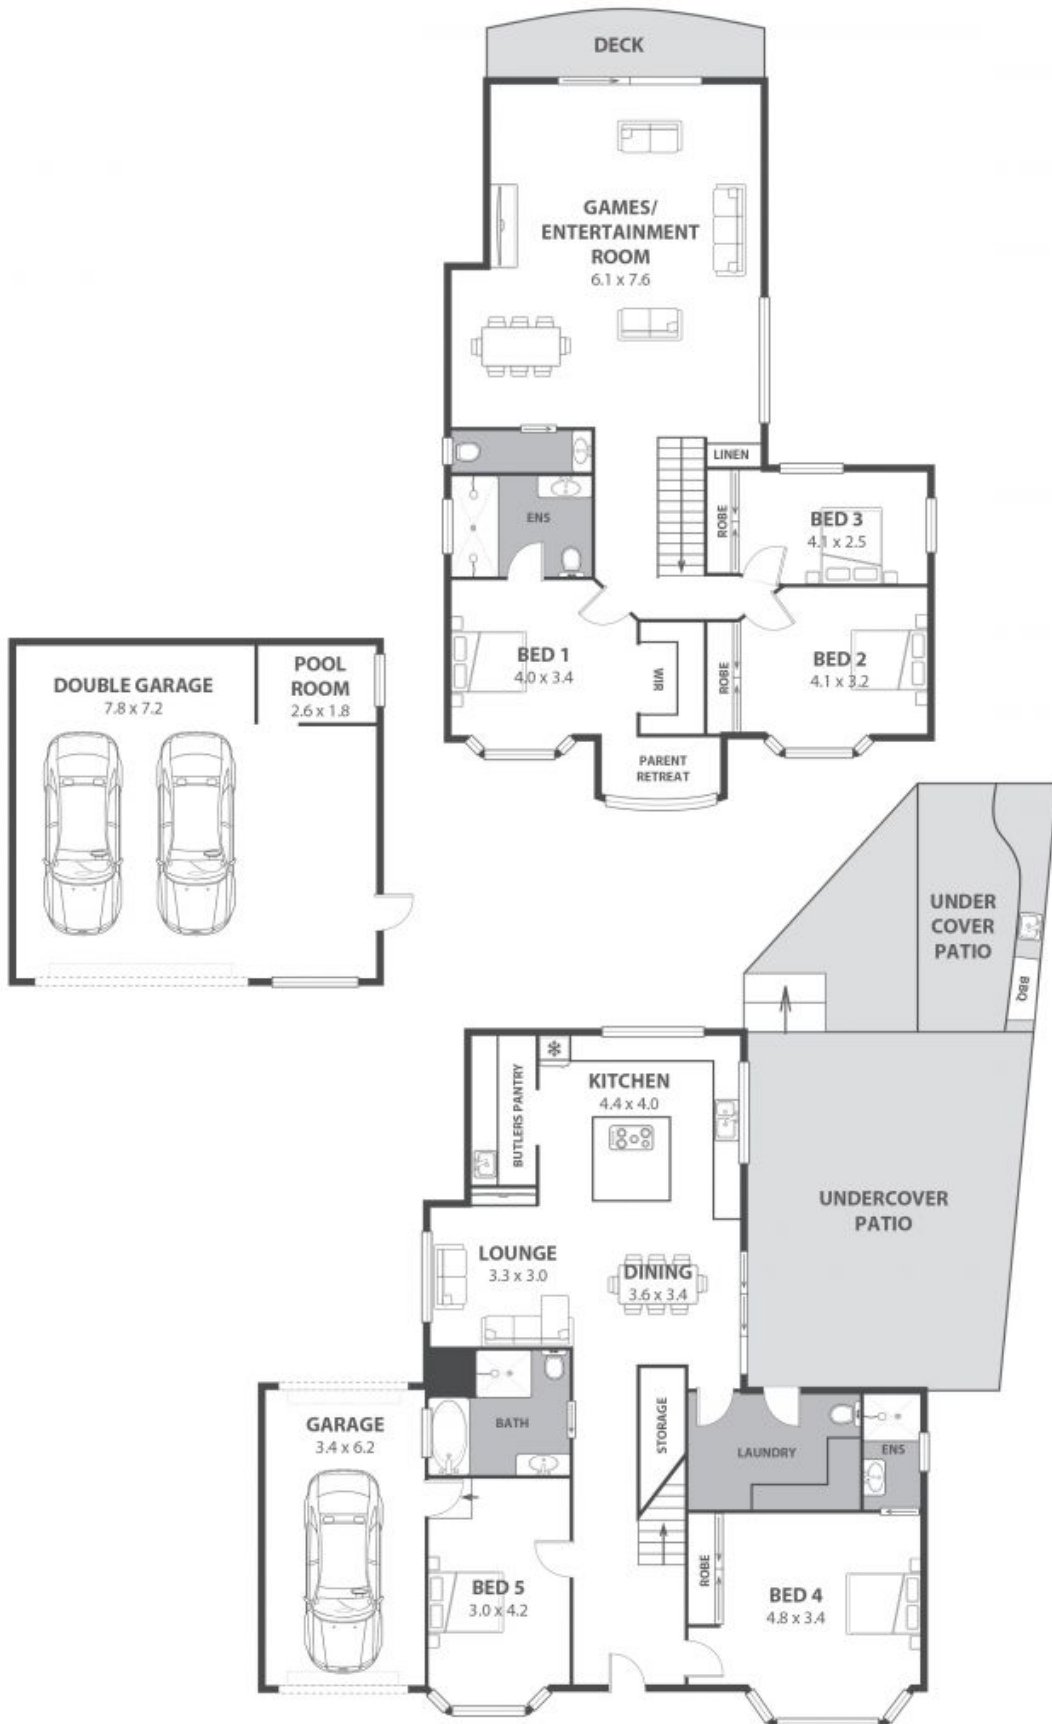 DECK
GAMES/
ENTERTAINMENT
ROOM
6.1 x 7.6
LINEN
ENS
ROBE
BED 3
4.1 x 2.5
BED 1
4.0 x 3.4
WIR
ROBE
BED 2
4.1 x 3.2
PARENT
RETREAT
DOUBLE GARAGE
7.8 x 7.2
POOL
ROOM
2.6 x 1.8
UNDER
COVER
PATIO
BBQ
BUTLERS PANTRY
KITCHEN
4.4 x 4.0
UNDERCOVER
PATIO
LOUNGE
3.3 x 3.0
DINING
3.6 x 3.4
GARAGE
3.4 x 6.2
BATH
STORAGE
LAUNDRY
ENS
BED 5
3.0 x 4.2
ROBE
BED 4
4.8 x 3.4